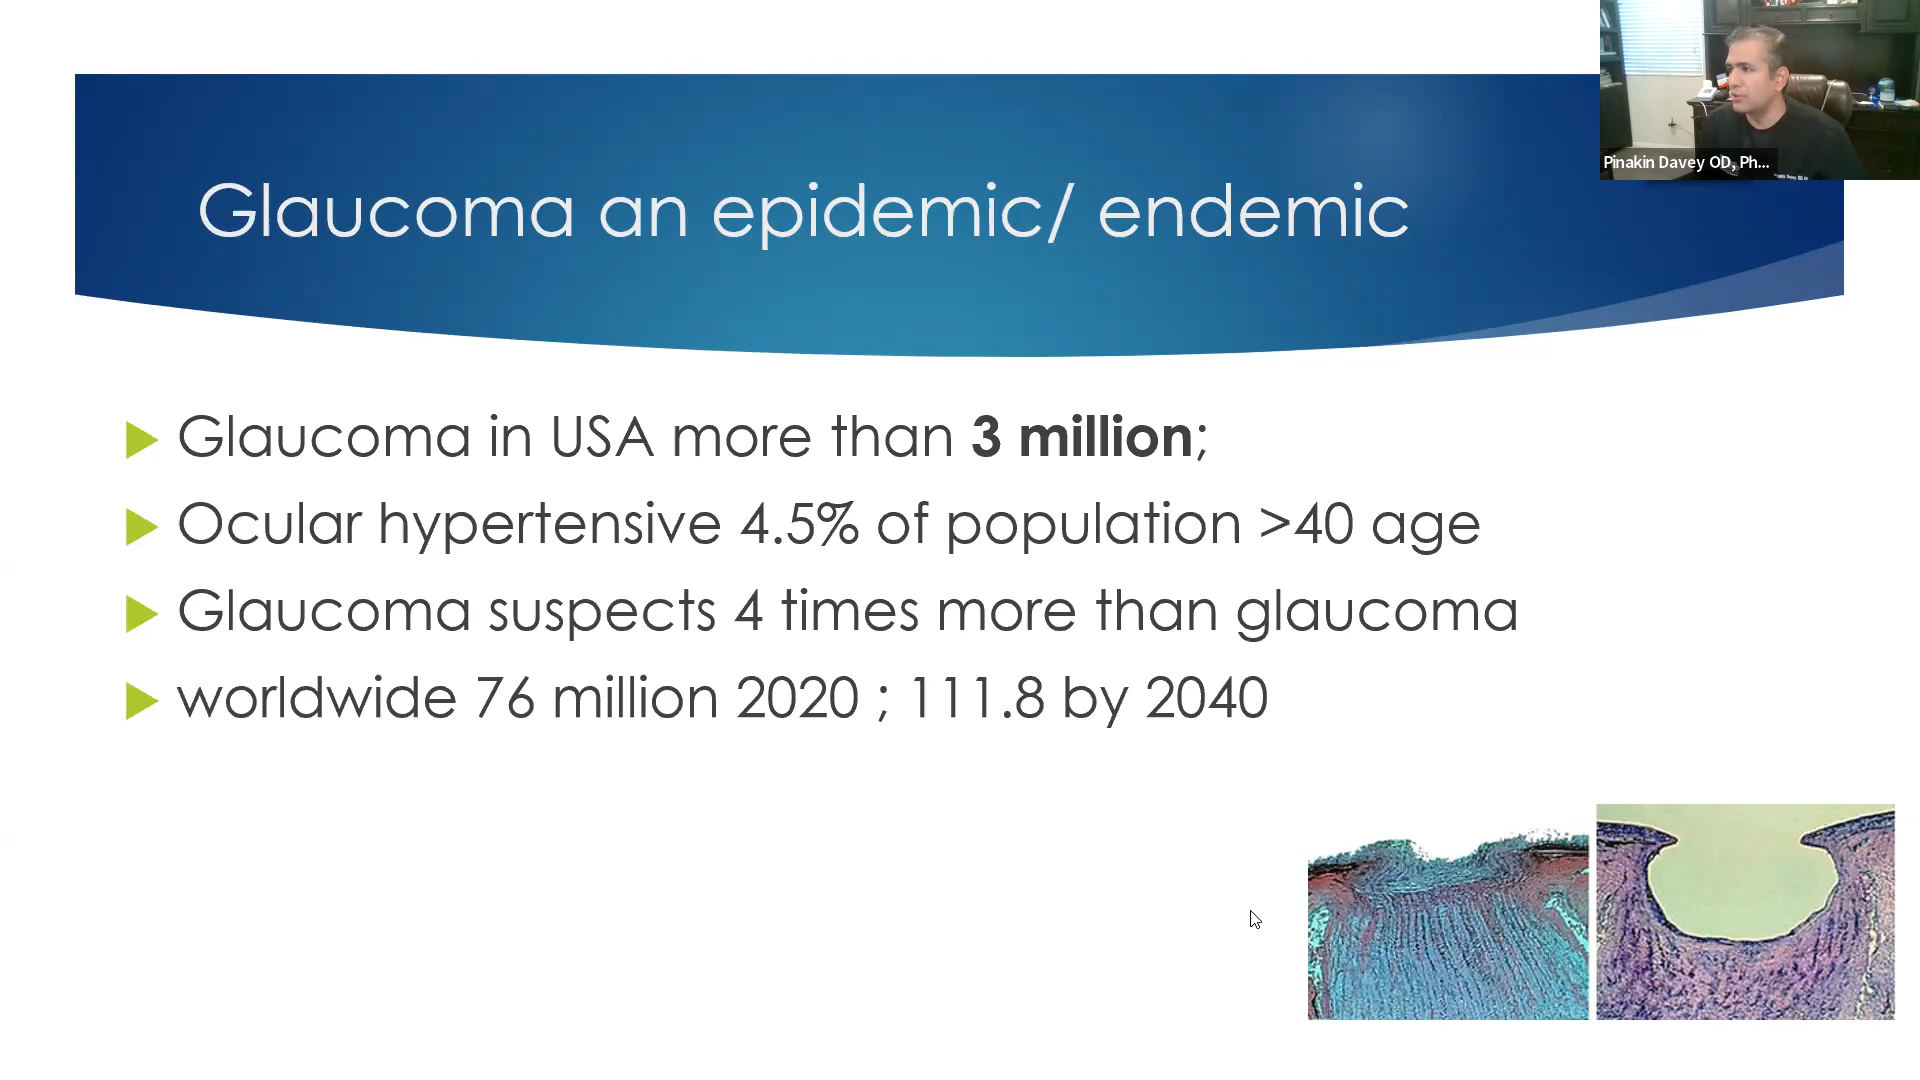 Pinakin Davey OD, Ph...
Glaucoma an epidemic/ endemic
Glaucoma in USA more than 3 million;
Ocular hypertensive 4.5% of population >40 age
Glaucoma suspects 4 times more than glaucoma
worldwide 76 million 2020 ; 111.8 by 2040